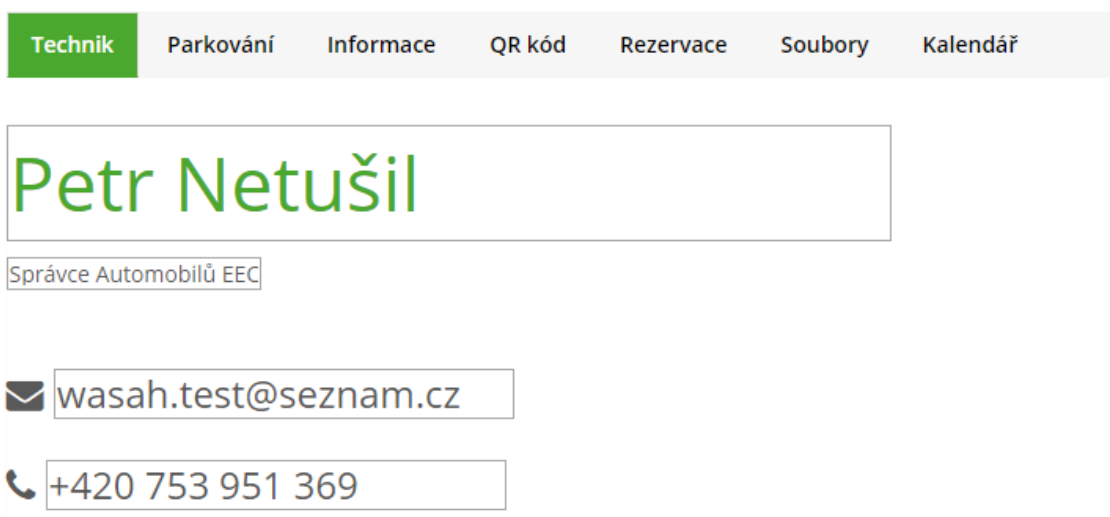 Technik Parkování Informace QR kód Rezervace Soubory Kalendář
Petr Netušil
Správce Automobilů EEC
wasah.test@seznam.cz
+420 753 951 369